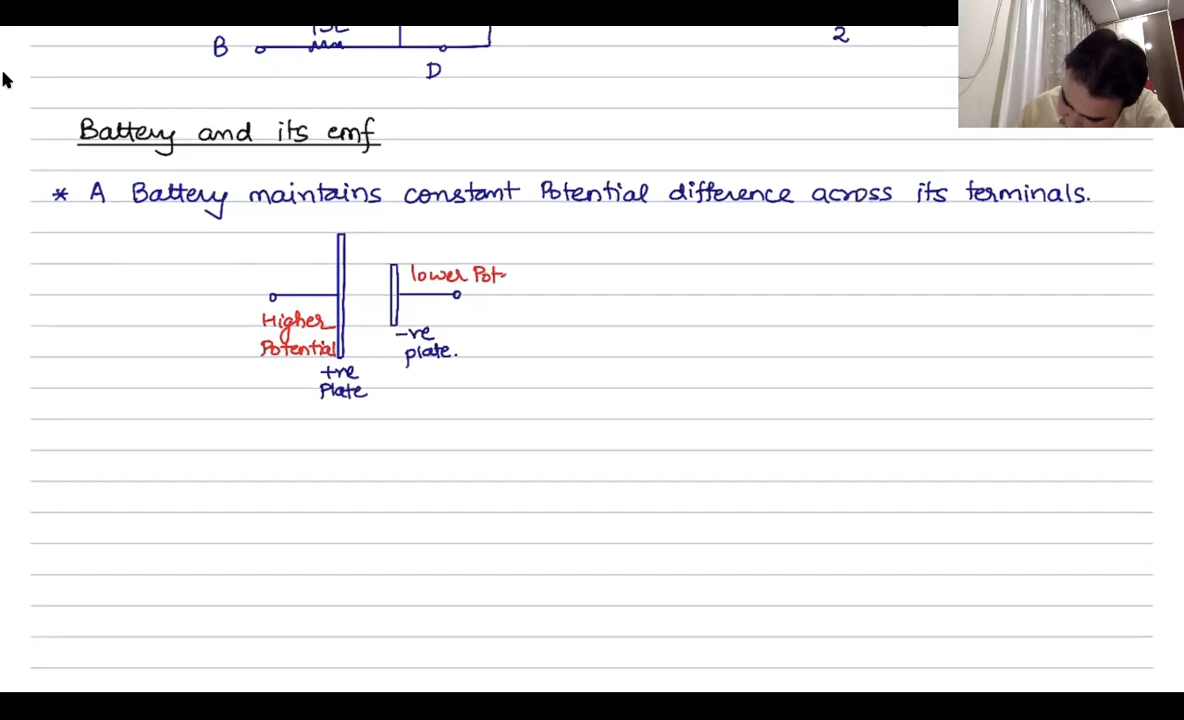 B
D
2
Battery and its emf
* A Battery maintains constant Potential difference across its terminals.
lower Pot.
Higher
Potential
-ve
plate.
+ve
Plate